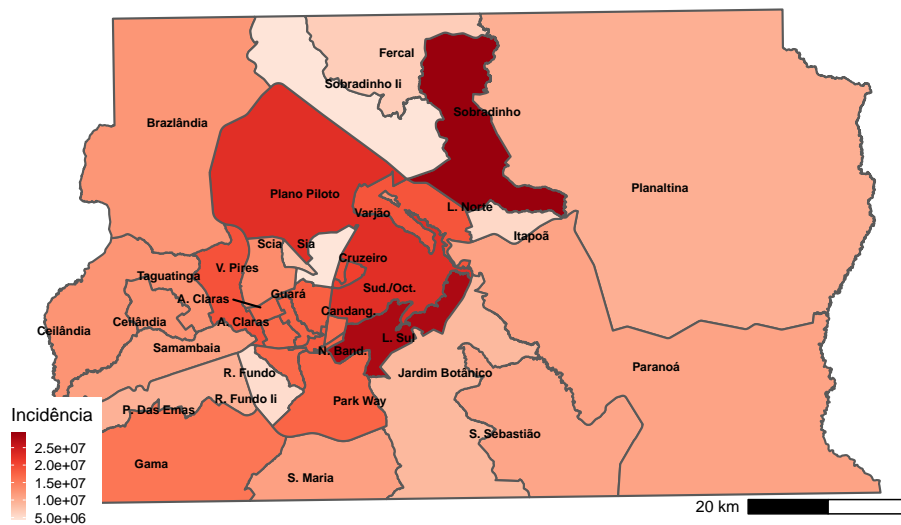 Fercal
Sobradinho Ii
Sobradinho
Brazlândia
Planaltina
Plano Piloto
L. Norte
Varjão
Itapoã
Scia
Sia
Cruzeiro
V. Pires
Taguatinga
Sud./Oct.
Guará
A. Claras
Candang.
Ceilândia
Ceilândia
A. Claras
L. Sul
Samambaia
N. Band.
Paranoá
R. Fundo
Jardim Botânico
R. Fundo Ii
Park Way
P. Das Emas
S. Sebastião
Gama
S. Maria
Incidência
2.5e+07
2.0e+07
1.5e+07
1.0e+07
5.0e+06
20 km